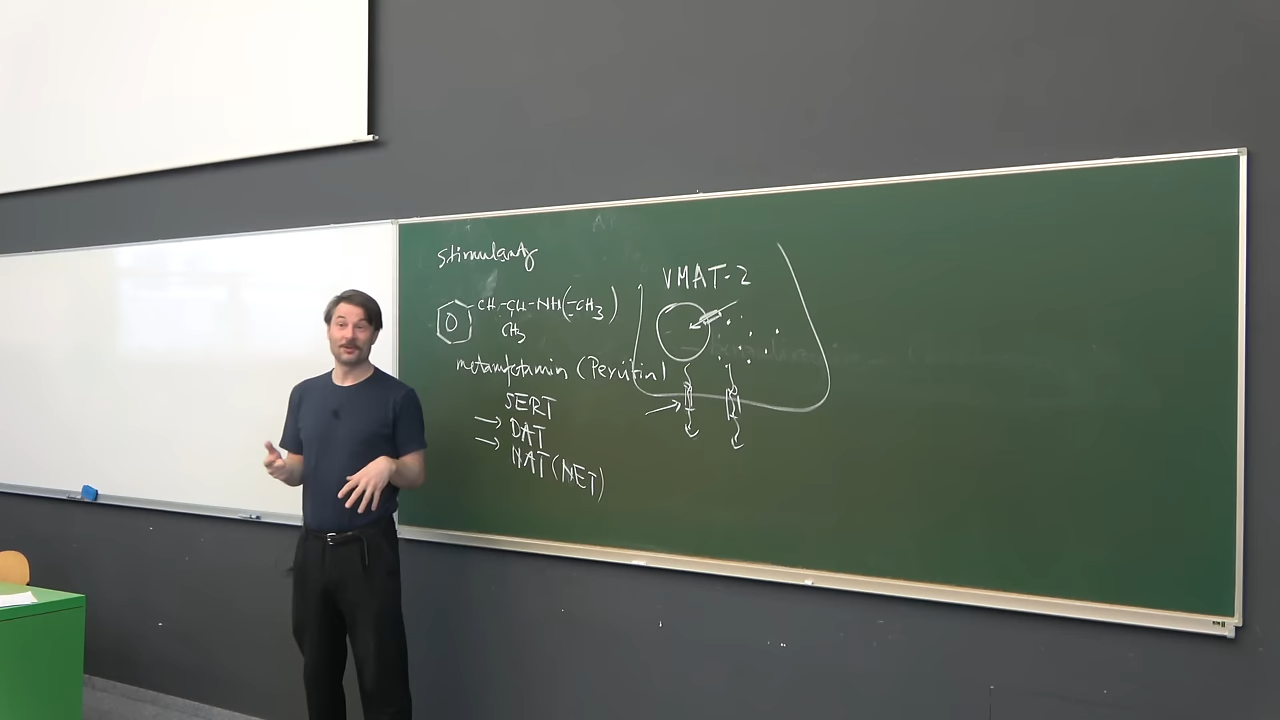 stimulanty
CH-CH-NH(-CH3)
CH3
metamfetamin (Pervitin)
SERT
→ DAT
→ NAT (NET)
VMAT-2